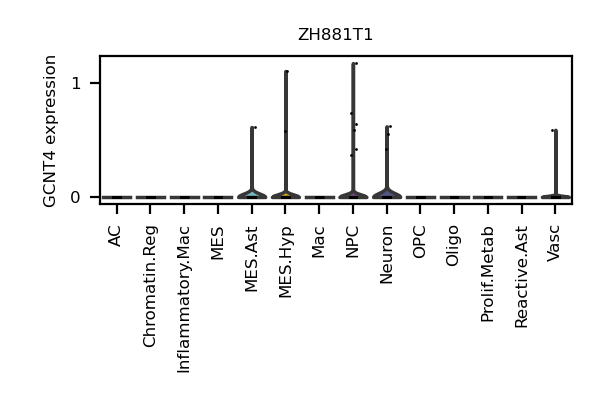 ZH881T1
GCNT4 expression
1
0
AC
Chromatin.Reg
Inflammatory.Mac
MES
MES.Ast
MES.Hyp
Mac
NPC
Neuron
OPC
Oligo
Prolif.Metab
Reactive.Ast
Vasc